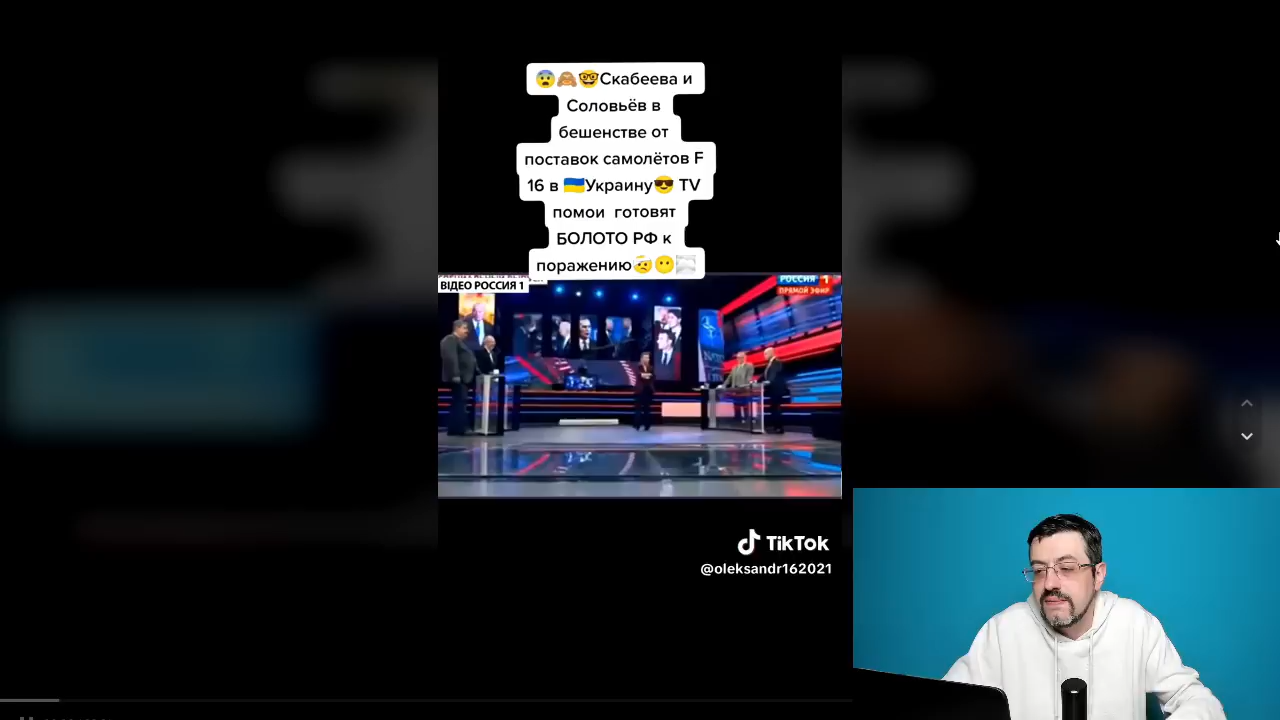 😨🙈🤓Скабеева и
Соловьёв в
бешенстве от
поставок самолётов F
16 в 🇺🇦Украину😎 TV
помои готовят
БОЛОТО РФ к
поражению🤕😶🏳️
ВІДЕО РОССИЯ 1
РОССИЯ 1
ПРЯМОЙ ЭФИР
TikTok
@oleksandr162021